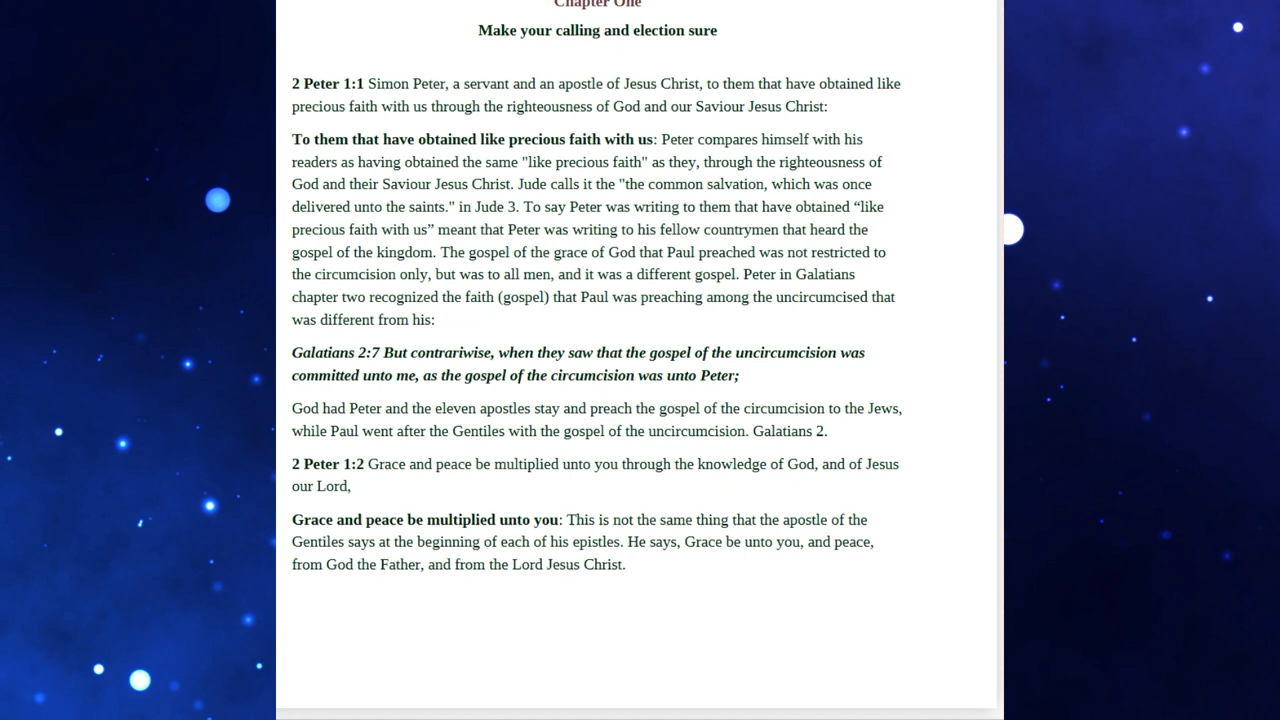 Chapter One
Make your calling and election sure
2 Peter 1:1 Simon Peter, a servant and an apostle of Jesus Christ, to them that have obtained like
precious faith with us through the righteousness of God and our Saviour Jesus Christ:
To them that have obtained like precious faith with us: Peter compares himself with his
readers as having obtained the same "like precious faith" as they, through the righteousness of
God and their Saviour Jesus Christ. Jude calls it the "the common salvation, which was once
delivered unto the saints." in Jude 3. To say Peter was writing to them that have obtained “like
precious faith with us” meant that Peter was writing to his fellow countrymen that heard the
gospel of the kingdom. The gospel of the grace of God that Paul preached was not restricted to
the circumcision only, but was to all men, and it was a different gospel. Peter in Galatians
chapter two recognized the faith (gospel) that Paul was preaching among the uncircumcised that
was different from his:
Galatians 2:7 But contrariwise, when they saw that the gospel of the uncircumcision was
committed unto me, as the gospel of the circumcision was unto Peter;
God had Peter and the eleven apostles stay and preach the gospel of the circumcision to the Jews,
while Paul went after the Gentiles with the gospel of the uncircumcision. Galatians 2.
2 Peter 1:2 Grace and peace be multiplied unto you through the knowledge of God, and of Jesus
our Lord,
Grace and peace be multiplied unto you: This is not the same thing that the apostle of the
Gentiles says at the beginning of each of his epistles. He says, Grace be unto you, and peace,
from God the Father, and from the Lord Jesus Christ.